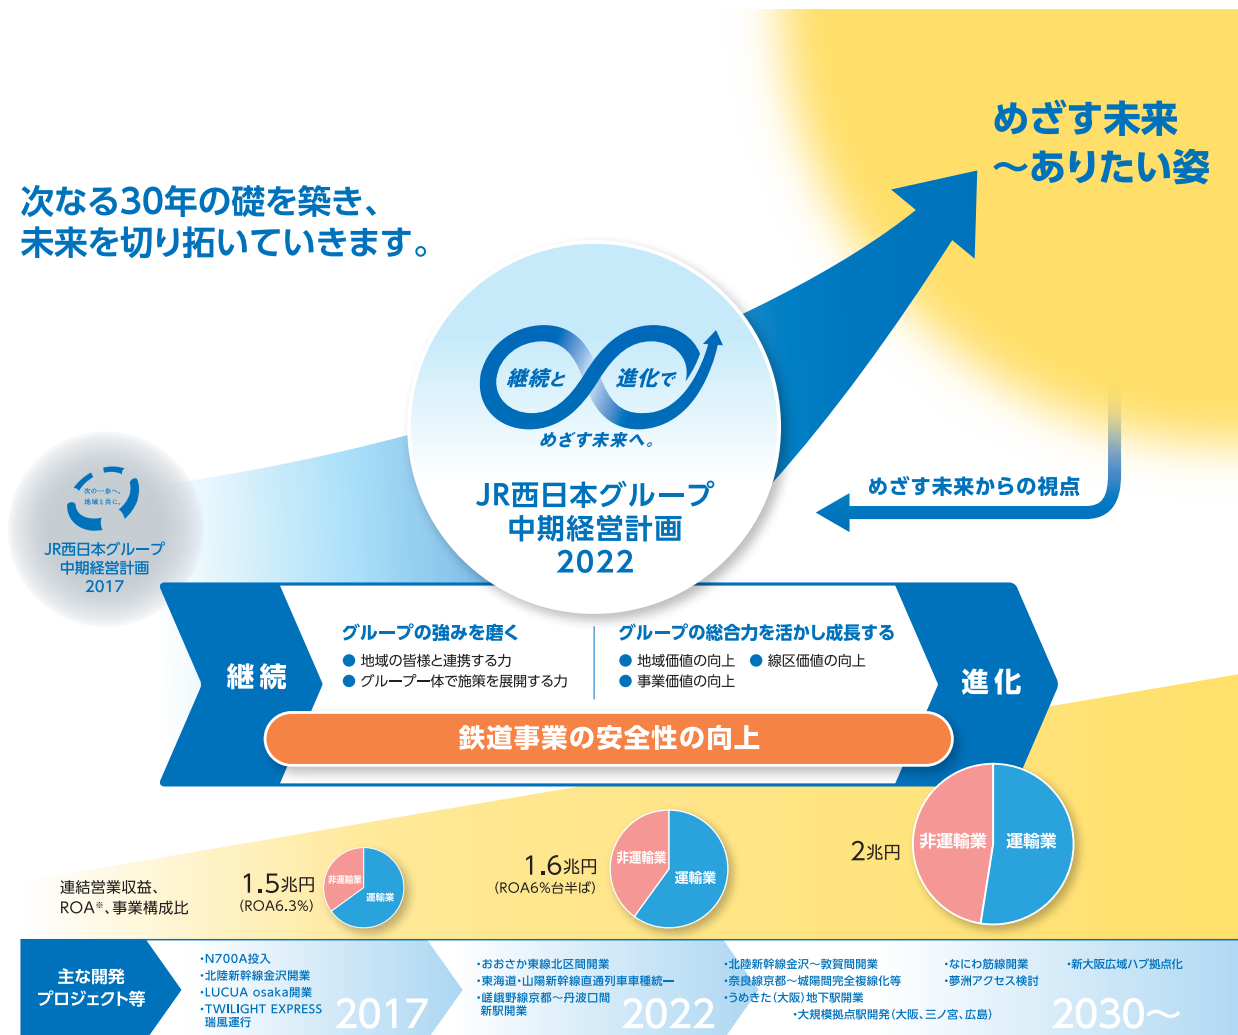 めざす未来
～ありたい姿
次なる30年の礎を築き、
未来を切り拓いていきます。
継続と
進化で
めざす未来へ。
JR西日本グループ
中期経営計画
2022
めざす未来からの視点
次の一歩へ。
地域と共に。
JR西日本グループ
中期経営計画
2017
継続
グループの強みを磨く
●地域の皆様と連携する力
●グループ一体で施策を展開する力
グループの総合力を活かし成長する
●地域価値の向上 ●線区価値の向上
●事業価値の向上
進化
鉄道事業の安全性の向上
連結営業収益、
ROA※、事業構成比
1.5兆円
(ROA6.3%)
非運輸業
運輸業
1.6兆円
(ROA6%台半ば)
非運輸業
運輸業
2兆円
非運輸業
運輸業
主な開発
プロジェクト等
・N700A投入
・北陸新幹線金沢開業
・LUCUA osaka開業
・TWILIGHT EXPRESS
瑞風運行
2017
・おおさか東線北区間開業
・東海道・山陽新幹線直通列車車種統一
・嵯峨野線京都～丹波口間
新駅開業
2022
・北陸新幹線金沢～敦賀間開業
・奈良線京都～城陽間完全複線化等
・うめきた(大阪)地下駅開業
・大規模拠点駅開発(大阪、三ノ宮、広島)
・なにわ筋線開業
・夢洲アクセス検討
・新大阪広域ハブ拠点化
2030～